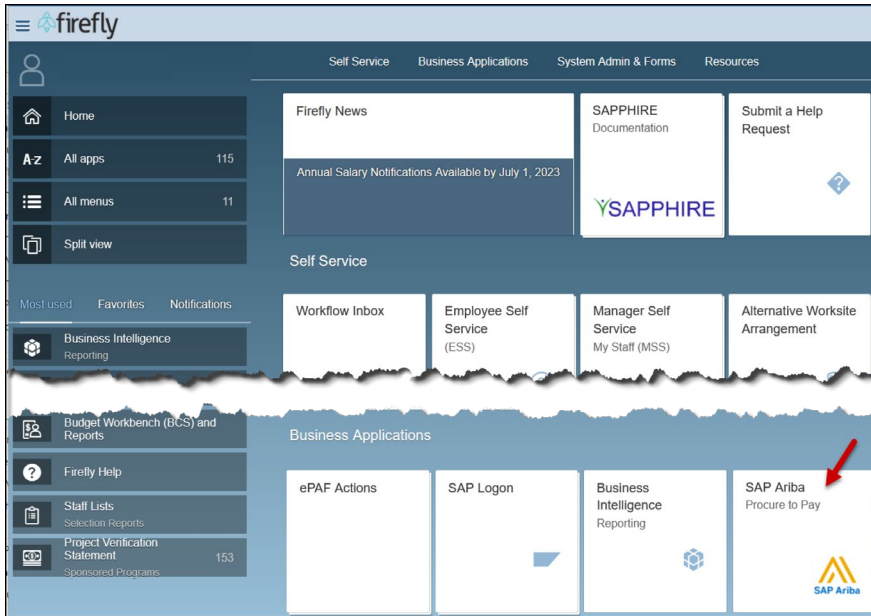 firefly
Self Service Business Applications System Admin & Forms Resources
Home
All apps 115
All menus 11
Split view
Most used Favorites Notifications
Business Intelligence
Reporting
Budget Workbench (BCS) and
Reports
Firefly Help
Staff Lists
Selection Reports
Project Verification
Statement 153
Sponsored Programs
Firefly News
Annual Salary Notifications Available by July 1, 2023
SAPPHIRE
Documentation
SAPPHIRE
Submit a Help
Request
Self Service
Workflow Inbox
Employee Self
Service
(ESS)
Manager Self
Service
My Staff (MSS)
Alternative Worksite
Arrangement
Business Applications
ePAF Actions
SAP Logon
Business
Intelligence
Reporting
SAP Ariba
Procure to Pay
SAP Ariba